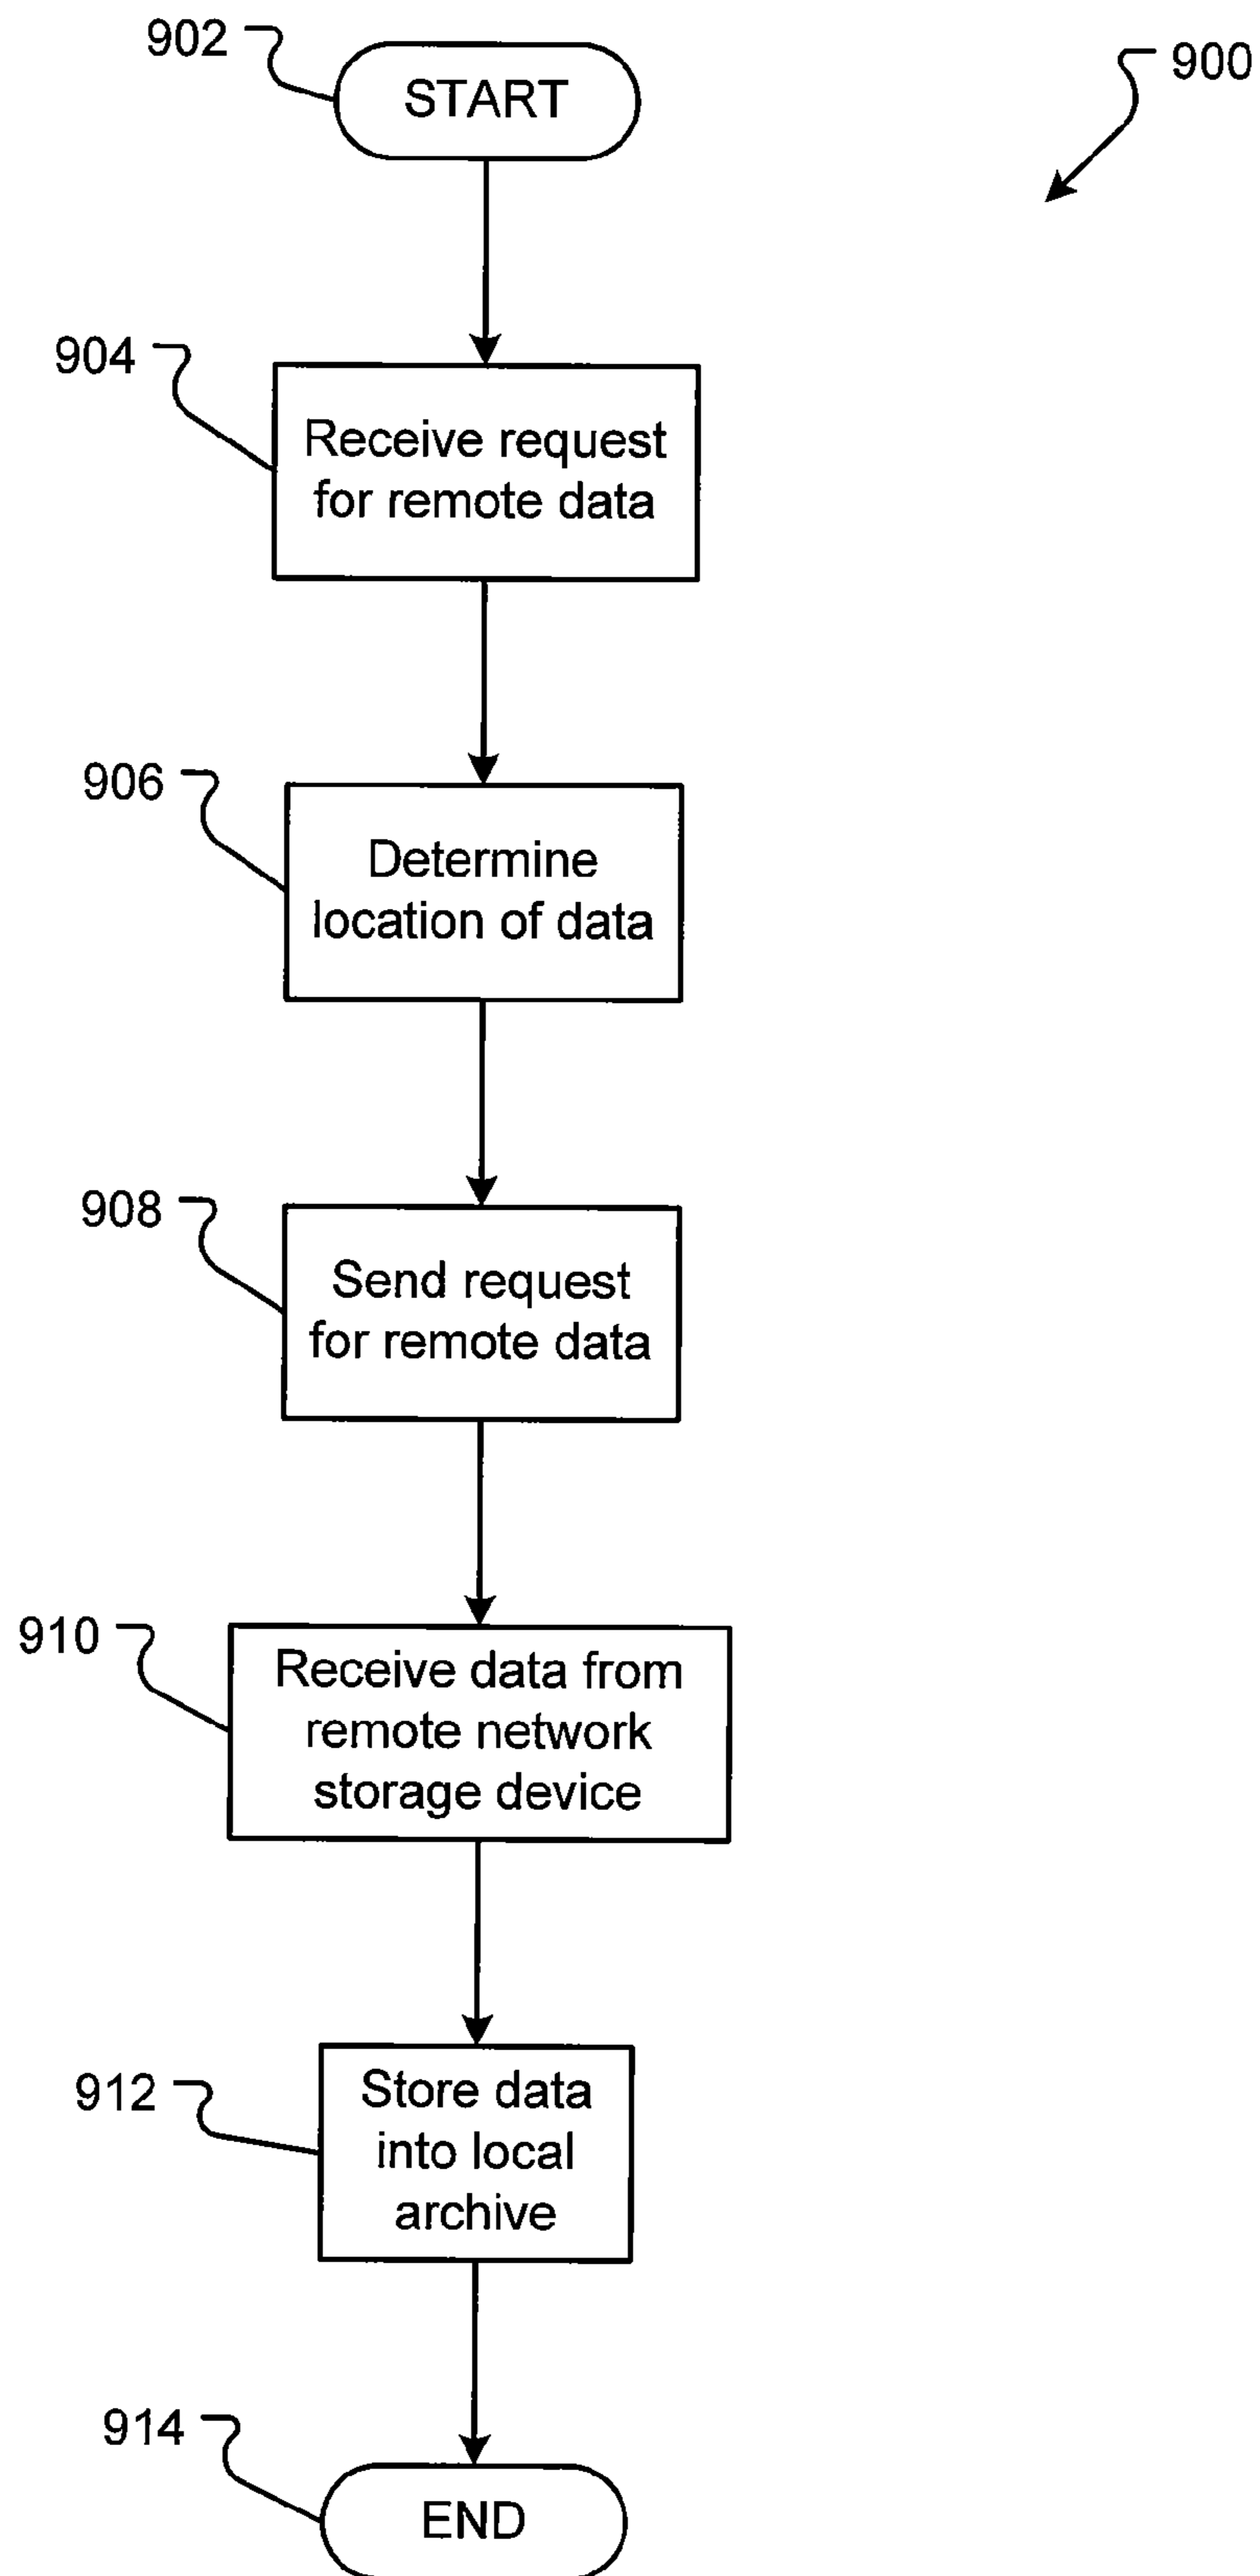 902
START
900
904
Receive request
for remote data
906
Determine
location of data
908
Send request
for remote data
910
Receive data from
remote network
storage device
912
Store data
into local
archive
914
END